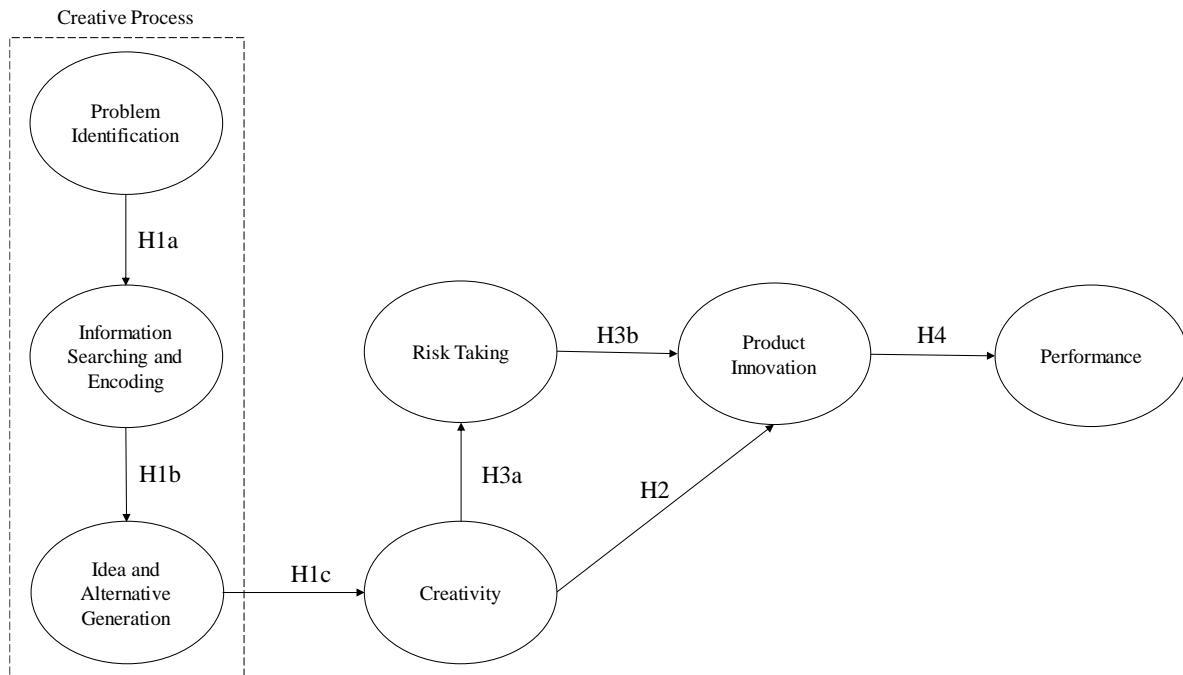 Creative Process
Problem
Identification
H1a
Information
Searching and
Encoding
H1b
Idea and
Alternative
Generation
H1c
Creativity
H3a
Risk Taking
H3b
H2
Product
Innovation
H4
Performance